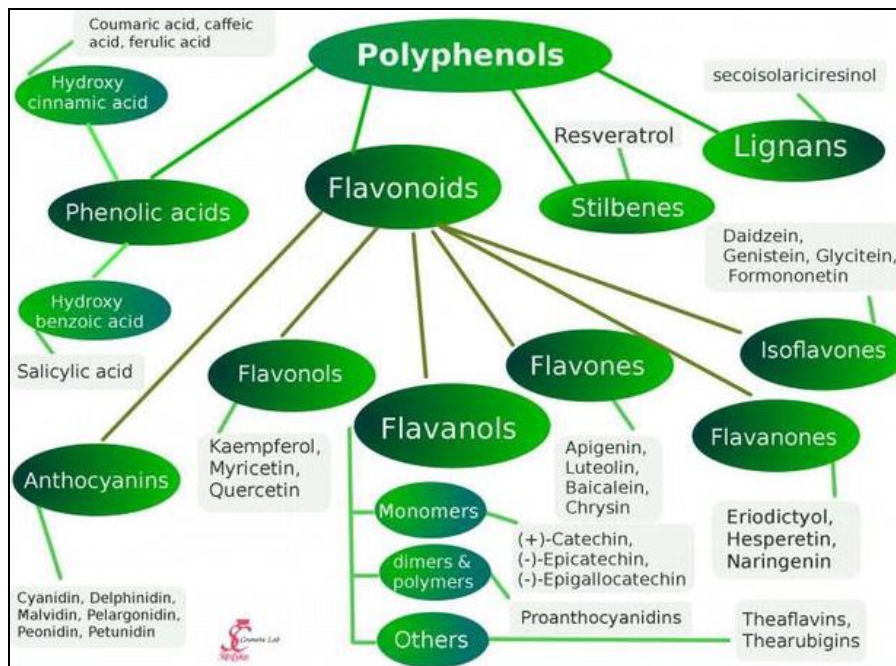 Coumaric acid, caffeic
acid, ferulic acid
Polyphenols
Hydroxy
cinnamic acid
secoisolariciresinol
Resveratrol
Lignans
Flavonoids
Phenolic acids
Stilbenes
Daidzein,
Genistein, Glycitein,
Formononetin
Hydroxy
benzoic acid
Salicylic acid
Flavonols
Flavones
Isoflavones
Flavanols
Flavanones
Kaempferol,
Myricetin,
Quercetin
Apigenin,
Luteolin,
Baicalein,
Chrysin
Anthocyanins
Monomers
(+)-Catechin,
(-)-Epicatechin,
(-)-Epigallocatechin
Eriodictyol,
Hesperetin,
Naringenin
dimers &
polymers
Cyanidin, Delphinidin,
Malvidin, Pelargonidin,
Peonidin, Petunidin
Proanthocyanidins
Theaflavins,
Thearubigins
Others